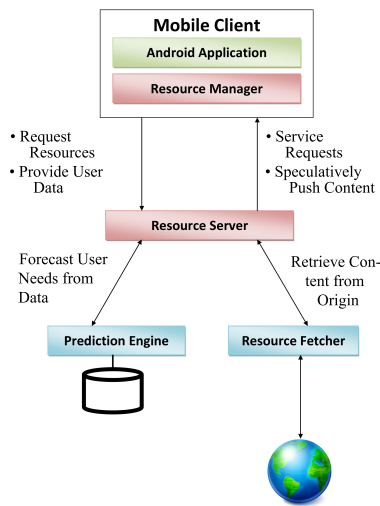 Mobile Client
Android Application
Resource Manager
• Request
Resources
• Provide User
Data
• Service
Requests
• Speculatively
Push Content
Resource Server
Forecast User
Needs from
Data
Retrieve Con-
tent from
Origin
Prediction Engine
Resource Fetcher